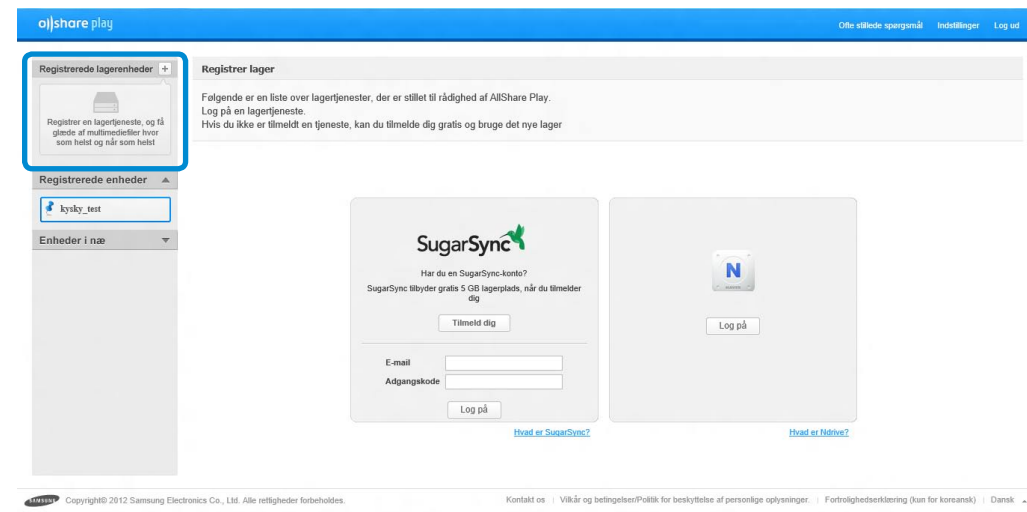 allshare play
Ofte stillede spørgsmål Indstillinger Log ud
Registrerede lagerenheder +
Registrer en lagertjeneste, og få
glæde af multimediefiler hvor
som helst og når som helst
Registrerede enheder
kysky_test
Enheder i næ
Registrer lager
Følgende er en liste over lagertjenester, der er stillet til rådighed af AllShare Play.
Log på en lagertjeneste.
Hvis du ikke er tilmeldt en tjeneste, kan du tilmelde dig gratis og bruge det nye lager
SugarSync
Har du en SugarSync-konto?
SugarSync tilbyder gratis 5 GB lagerplads, når du tilmelder
dig
Tilmeld dig
E-mail
Adgangskode
Log på
Hvad er SugarSync?
N
Log på
Hvad er Ndrive?
SAMSUNG Copyright© 2012 Samsung Electronics Co., Ltd. Alle rettigheder forbeholdes.
Kontakt os | Vilkår og betingelser/Politik for beskyttelse af personlige oplysninger. | Fortrolighedserklæring (kun for koreansk) | Dansk